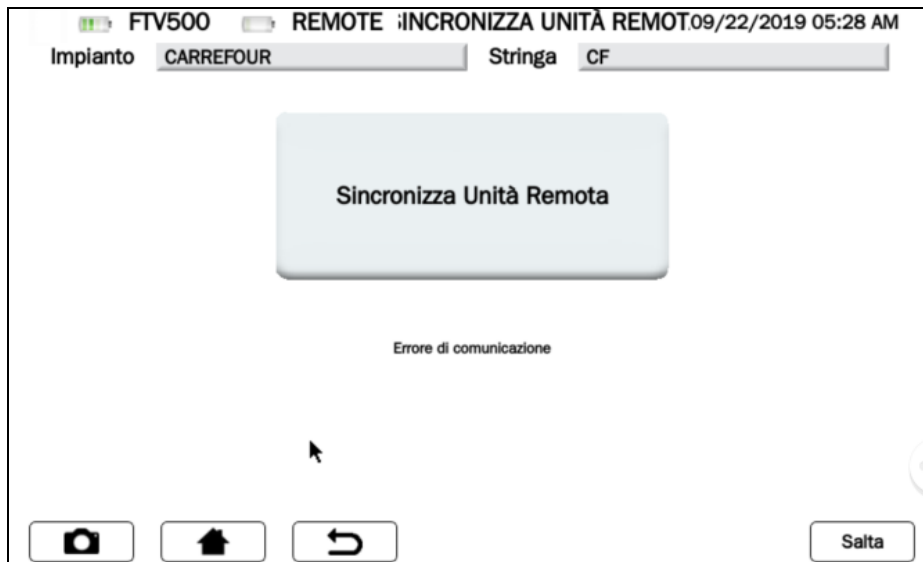 FTV500 REMOTE SINCRONIZZA UNITÀ REMOT 09/22/2019 05:28 AM
Impianto CARREFOUR Stringa CF
Sincronizza Unità Remota
Errore di comunicazione
Salta